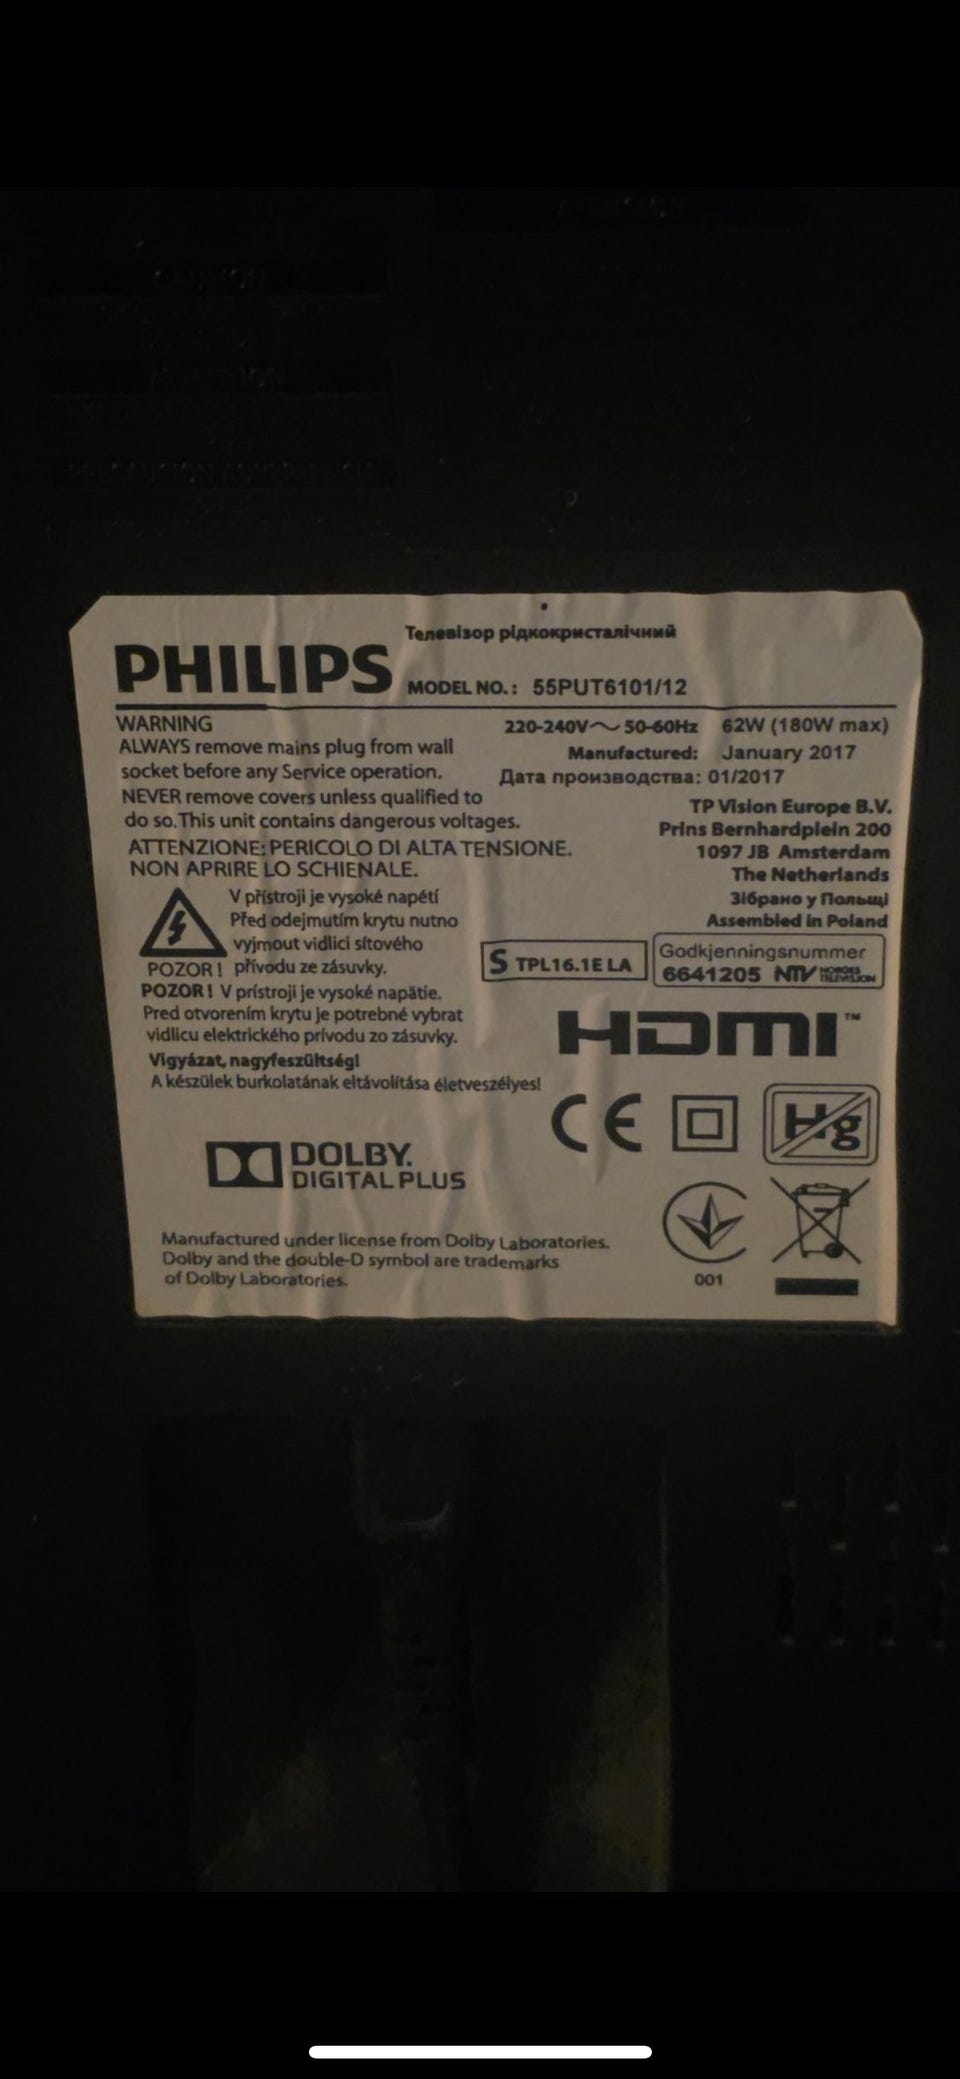 Телевізор рідкокристалічний
PHILIPS MODEL NO.: 55PUT6101/12
WARNING
ALWAYS remove mains plug from wall
socket before any Service operation.
NEVER remove covers unless qualified to
do so.This unit contains dangerous voltages.
ATTENZIONE: PERICOLO DI ALTA TENSIONE.
NON APRIRE LO SCHIENALE.
220-240V～ 50-60Hz 62W (180W max)
Manufactured: January 2017
Дата производства: 01/2017
TP Vision Europe B.V.
Prins Bernhardplein 200
1097 JB Amsterdam
The Netherlands
Зібрано у Польщі
Assembled in Poland
V přístroji je vysoké napětí
Před odejmutím krytu nutno
vyjmout vidlici síťového
POZOR! přívodu ze zásuvky.
POZOR! V prístroji je vysoké napätie.
Pred otvorením krytu je potrebné vybrat
vidlicu elektrického prívodu zo zásuvky.
Vigyázat, nagyfeszültség!
A készülek burkolatának eltávolítása életveszélyes!
S TPL16.1E LA
Godkjenningsnummer
6641205 NTV NORGES TELEVISJON
HDMI™
CE
Hg
DOLBY
DIGITAL PLUS
Manufactured under license from Dolby Laboratories.
Dolby and the double-D symbol are trademarks
of Dolby Laboratories.
001